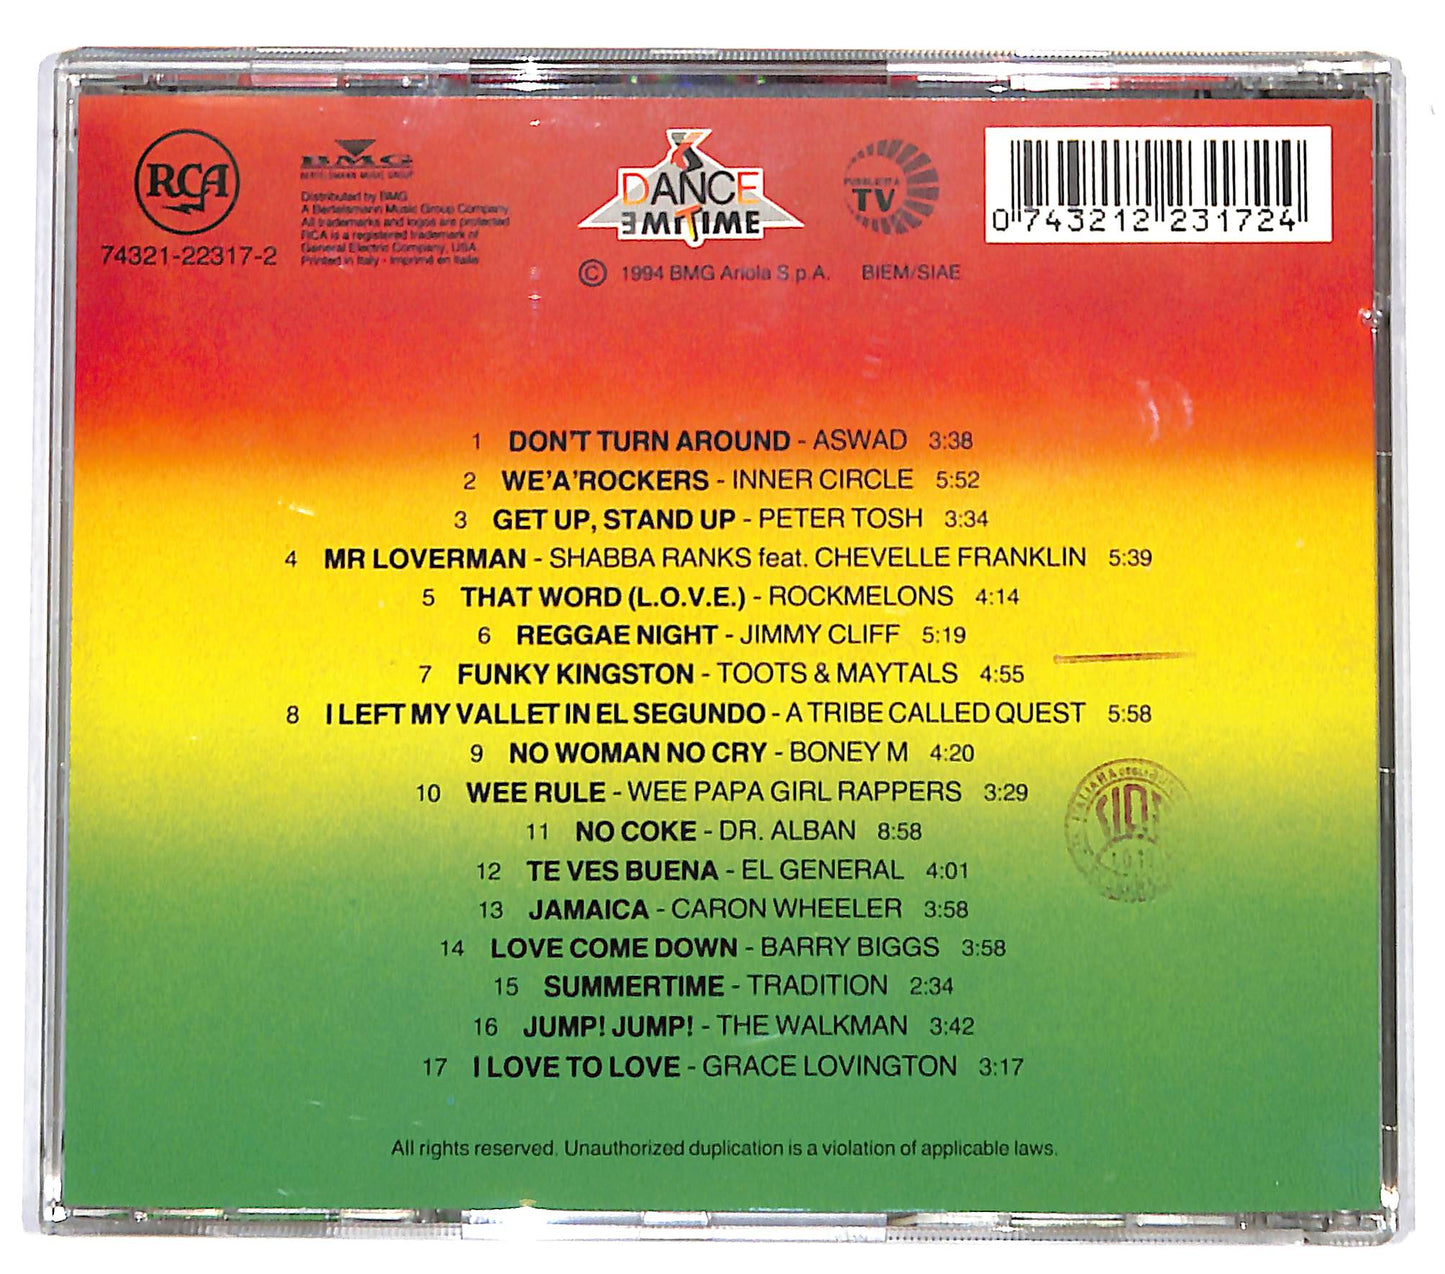 RCA
74321-22317-2
BMG
BERTELSMANN MUSIC GROUP
Distributed by BMG
A Bertelsmann Music Group Company
All trademarks and logos are protected
RCA is a registered trademark of
General Electric Company, USA
Printed in Italy - Imprimé en Italie
DANCE
TIME
PUBBLICITÀ
TV
© 1994 BMG Ariola S.p.A. BIEM/SIAE
0 743212 231724
1 DON'T TURN AROUND - ASWAD 3:38
2 WE'A'ROCKERS - INNER CIRCLE 5:52
3 GET UP, STAND UP - PETER TOSH 3:34
4 MR LOVERMAN - SHABBA RANKS feat. CHEVELLE FRANKLIN 5:39
5 THAT WORD (L.O.V.E.) - ROCKMELONS 4:14
6 REGGAE NIGHT - JIMMY CLIFF 5:19
7 FUNKY KINGSTON - TOOTS & MAYTALS 4:55
8 I LEFT MY VALLET IN EL SEGUNDO - A TRIBE CALLED QUEST 5:58
9 NO WOMAN NO CRY - BONEY M 4:20
10 WEE RULE - WEE PAPA GIRL RAPPERS 3:29
11 NO COKE - DR. ALBAN 8:58
12 TE VES BUENA - EL GENERAL 4:01
13 JAMAICA - CARON WHEELER 3:58
14 LOVE COME DOWN - BARRY BIGGS 3:58
15 SUMMERTIME - TRADITION 2:34
16 JUMP! JUMP! - THE WALKMAN 3:42
17 I LOVE TO LOVE - GRACE LOVINGTON 3:17
All rights reserved. Unauthorized duplication is a violation of applicable laws.